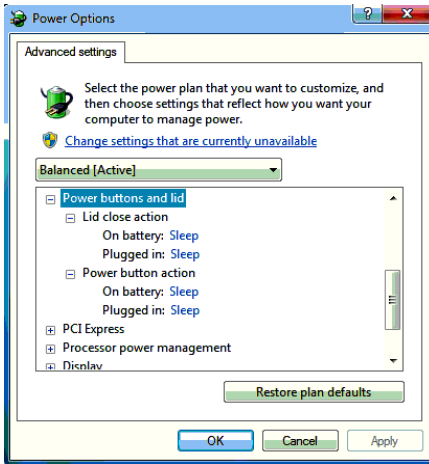 Power Options
Advanced settings
Select the power plan that you want to customize, and
then choose settings that reflect how you want your
computer to manage power.
Change settings that are currently unavailable
Balanced [Active]
Power buttons and lid
Lid close action
On battery: Sleep
Plugged in: Sleep
Power button action
On battery: Sleep
Plugged in: Sleep
PCI Express
Processor power management
Display
Restore plan defaults
OK Cancel Apply